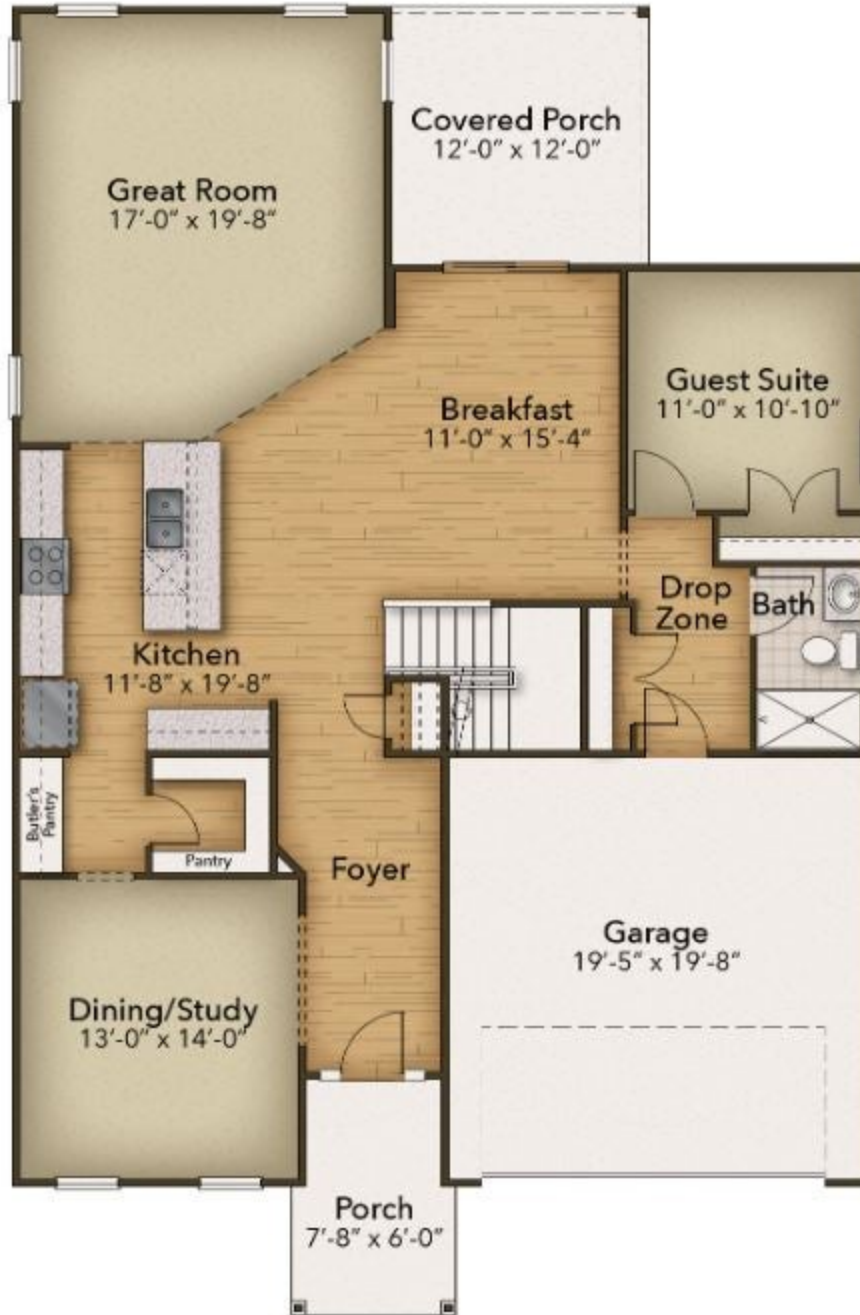 Covered Porch
12'-0" x 12'-0"
Great Room
17'-0" x 19'-8"
Guest Suite
11'-0" x 10'-10"
Breakfast
11'-0" x 15'-4"
Drop
Zone
Bath
Kitchen
11'-8" x 19'-8"
Butler's
Pantry
Pantry
Foyer
Garage
19'-5" x 19'-8"
Dining/Study
13'-0" x 14'-0"
Porch
7'-8" x 6'-0"